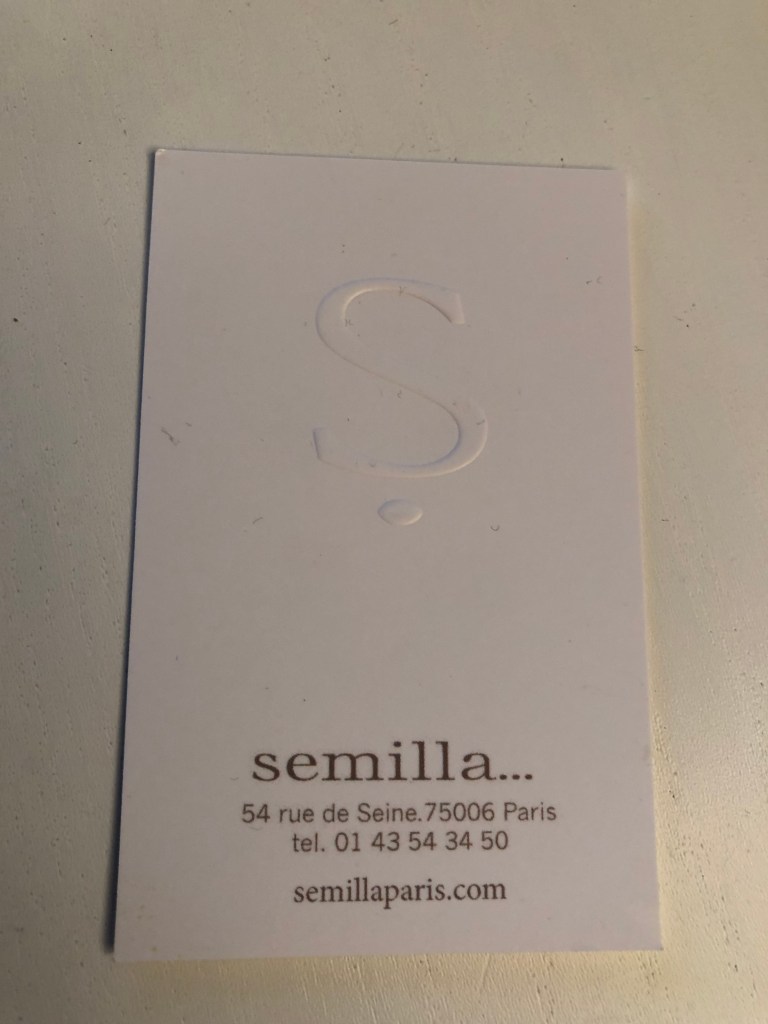 Ṣ
semilla...
54 rue de Seine.75006 Paris
tel. 01 43 54 34 50
semillaparis.com